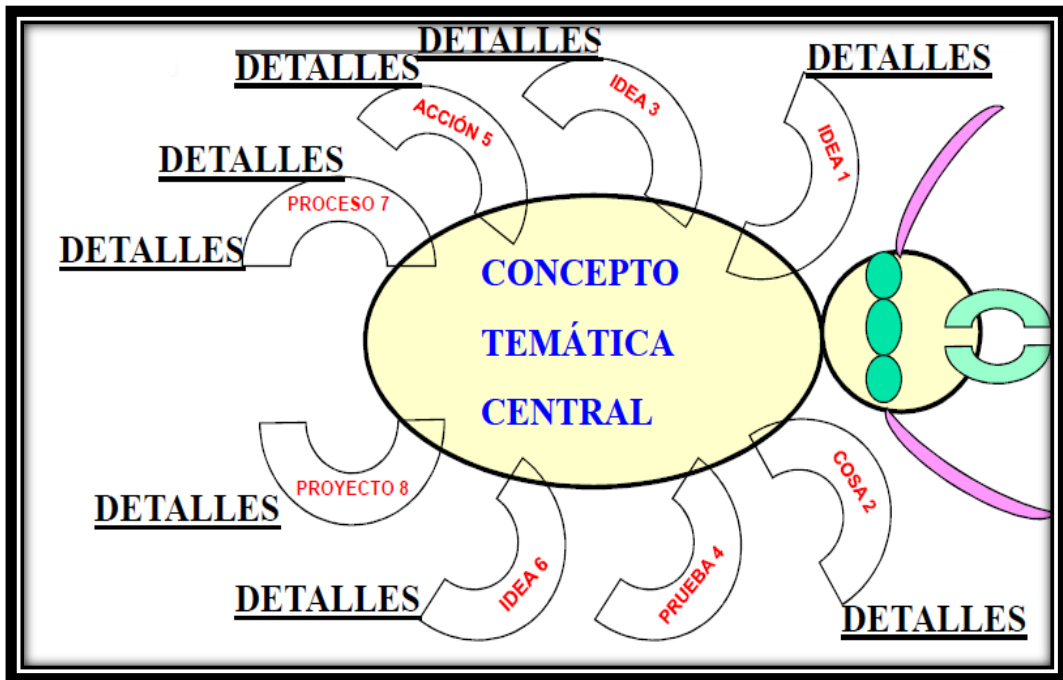 DETALLES
DETALLES
DETALLES
IDEA 3
ACCIÓN 5
IDEA 1
DETALLES
PROCESO 7
DETALLES
CONCEPTO
TEMÁTICA
CENTRAL
COSA 2
PROYECTO 8
DETALLES
IDEA 6
PRUEBA 4
DETALLES
DETALLES